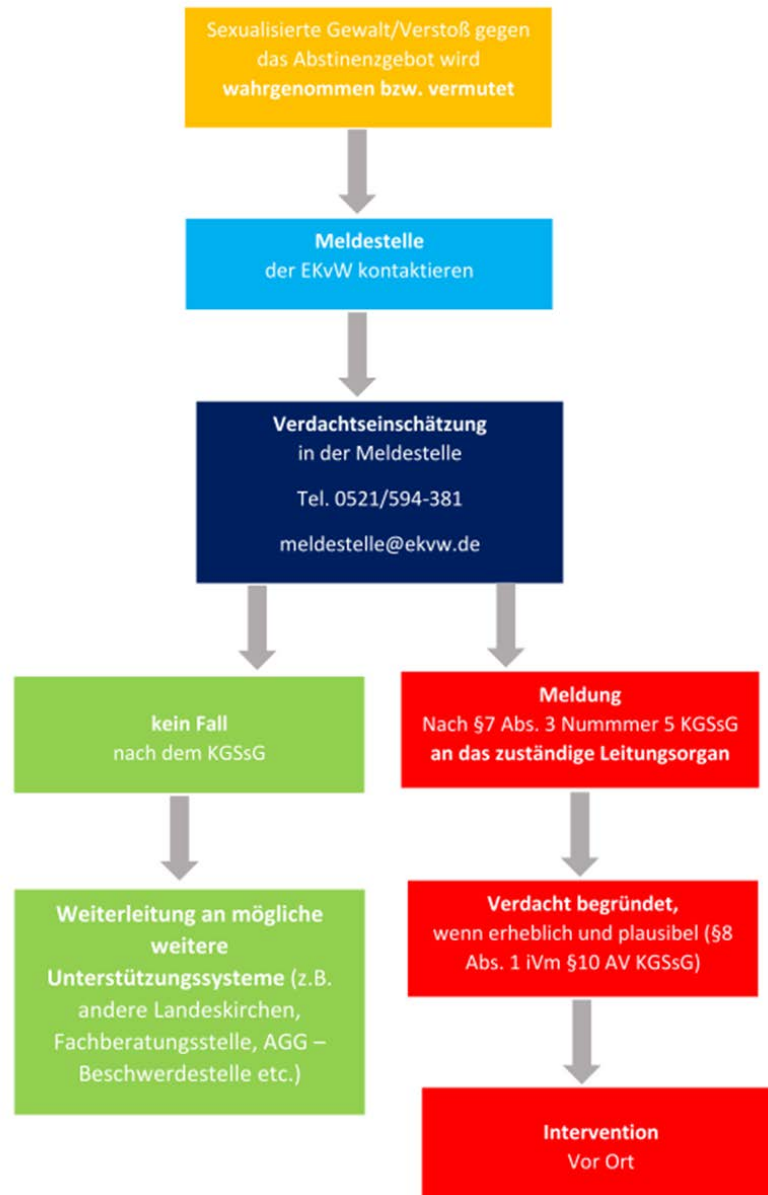 Sexualisierte Gewalt/Verstoß gegen
das Abstinenzgebot wird
wahrgenommen bzw. vermutet
Meldestelle
der EKvW kontaktieren
Verdachtseinschätzung
in der Meldestelle
Tel. 0521/594-381
meldestelle@ekvw.de
kein Fall
nach dem KGSsG
Meldung
Nach §7 Abs. 3 Nummmer 5 KGSsG
an das zuständige Leitungsorgan
Weiterleitung an mögliche
weitere
Unterstützungssysteme (z.B.
andere Landeskirchen,
Fachberatungsstelle, AGG –
Beschwerdestelle etc.)
Verdacht begründet,
wenn erheblich und plausibel (§8
Abs. 1 iVm §10 AV KGSsG)
Intervention
Vor Ort